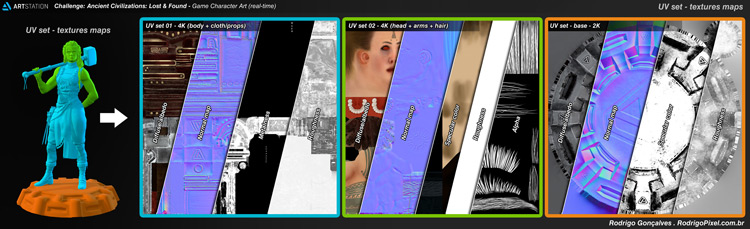 ARTSTATION
Challenge: Ancient Civilizations: Lost & Found - Game Character Art (real-time)
UV set - textures maps
UV set - textures maps
UV set 01 - 4K (body + cloth/props)
Diffuse/Albedo
Normal map
Metalness
Roughness
UV set 02 - 4K (head + arms + hair)
Diffuse/Albedo
Normal map
Specular color
Roughness
Alpha
UV set - base - 2K
Diffuse/Albedo
Normal map
Specular color
Roughness
Rodrigo Gonçalves . RodrigoPixel.com.br